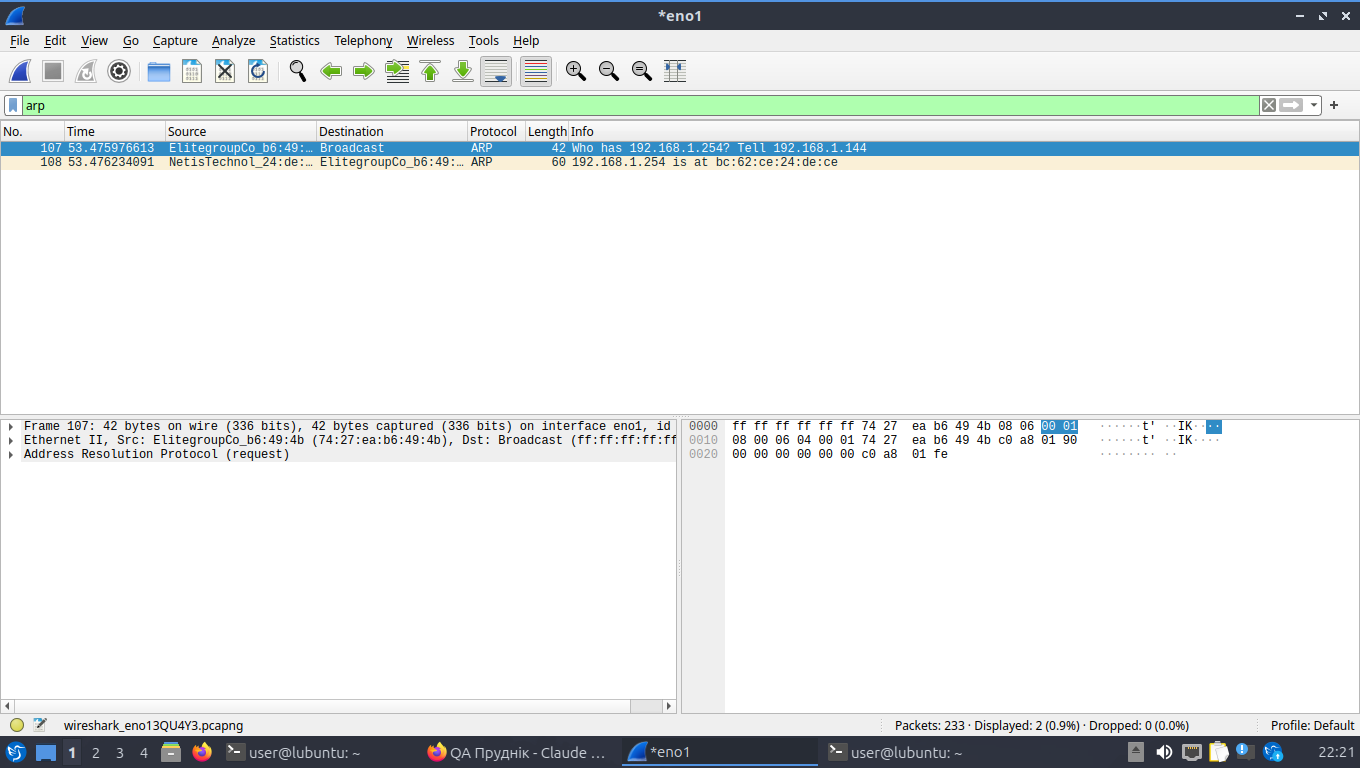 *eno1
File Edit View Go Capture Analyze Statistics Telephony Wireless Tools Help
arp
No. Time Source Destination Protocol Length Info
107 53.475976613 ElitegroupCo_b6:49:… Broadcast ARP 42 Who has 192.168.1.254? Tell 192.168.1.144
108 53.476234091 NetisTechnol_24:de:… ElitegroupCo_b6:49:… ARP 60 192.168.1.254 is at bc:62:ce:24:de:ce
Frame 107: 42 bytes on wire (336 bits), 42 bytes captured (336 bits) on interface eno1, id
Ethernet II, Src: ElitegroupCo_b6:49:4b (74:27:ea:b6:49:4b), Dst: Broadcast (ff:ff:ff:ff:ff
Address Resolution Protocol (request)
0000 ff ff ff ff ff ff 74 27 ea b6 49 4b 08 06 00 01 ······t' ··IK····
0010 08 00 06 04 00 01 74 27 ea b6 49 4b c0 a8 01 90 ······t' ··IK····
0020 00 00 00 00 00 00 c0 a8 01 fe ········ ··
wireshark_eno13QU4Y3.pcapng
Packets: 233 · Displayed: 2 (0.9%) · Dropped: 0 (0.0%)
Profile: Default
1 2 3 4
user@lubuntu: ~
QA Пруднік - Claude …
*eno1
user@lubuntu: ~
22:21